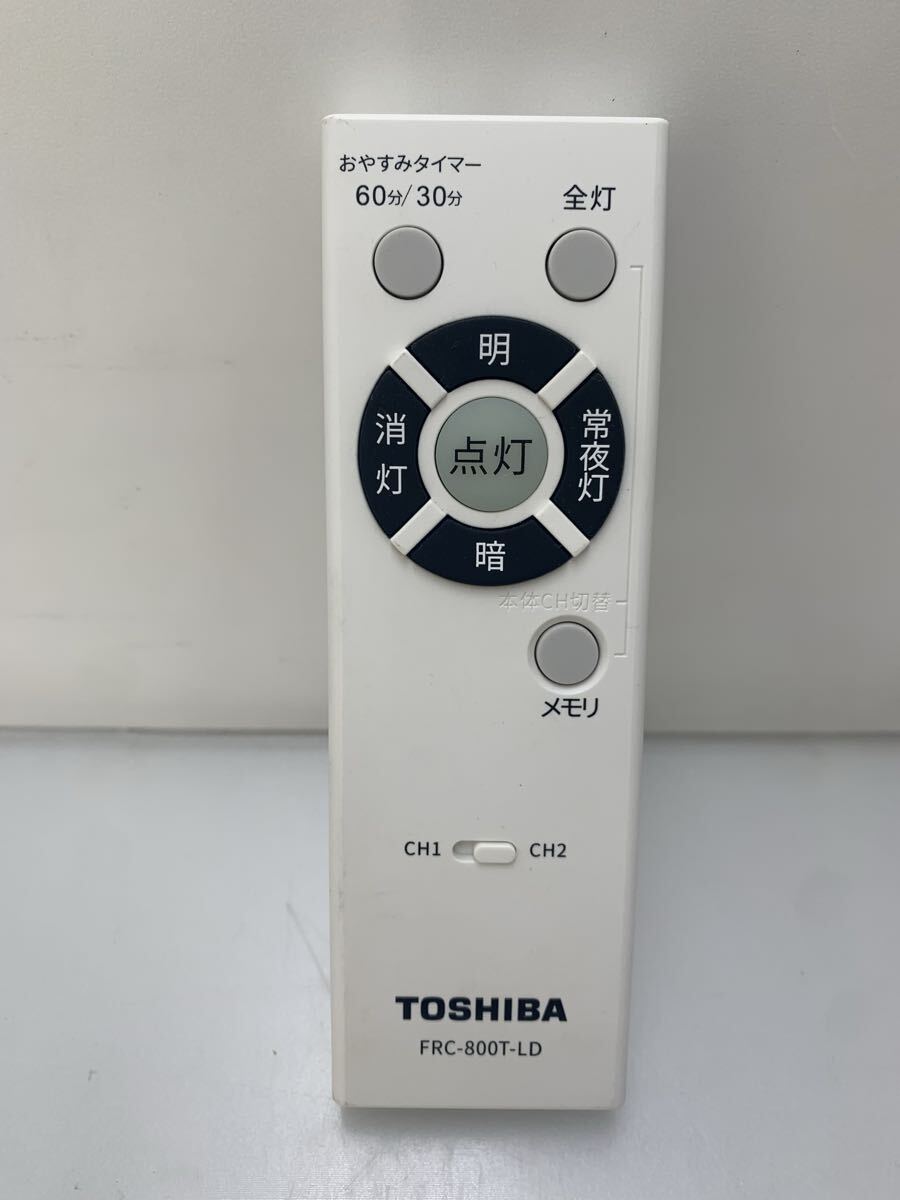 おやすみタイマー
60分/30分
全灯
明
消灯
点灯
常夜灯
暗
本体CH切替
メモリ
CH1
CH2
TOSHIBA
FRC-800T-LD